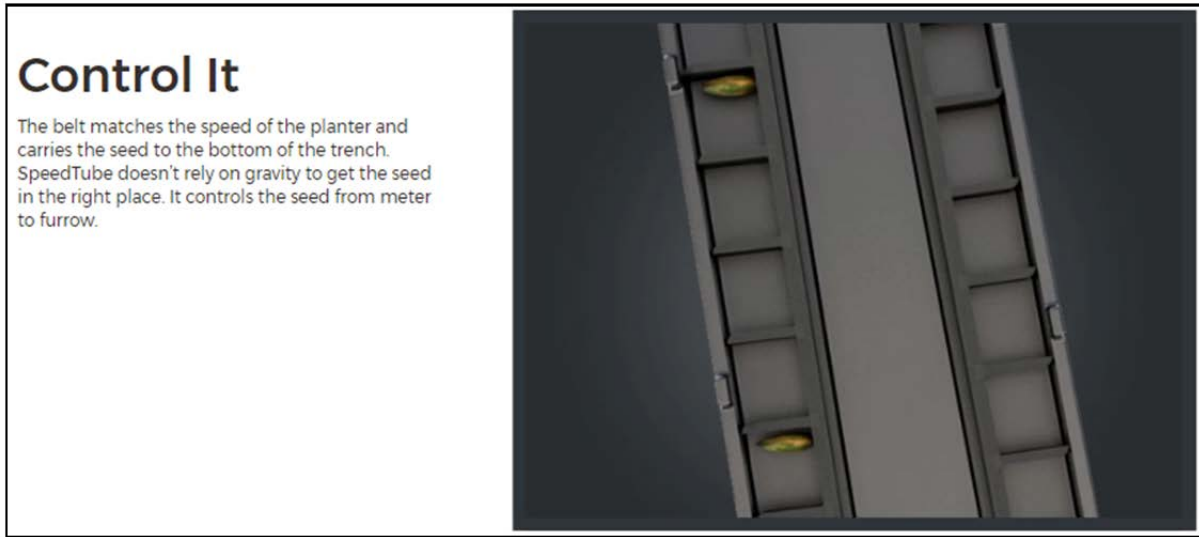 Control It
The belt matches the speed of the planter and
carries the seed to the bottom of the trench.
SpeedTube doesn't rely on gravity to get the seed
in the right place. It controls the seed from meter
to furrow.